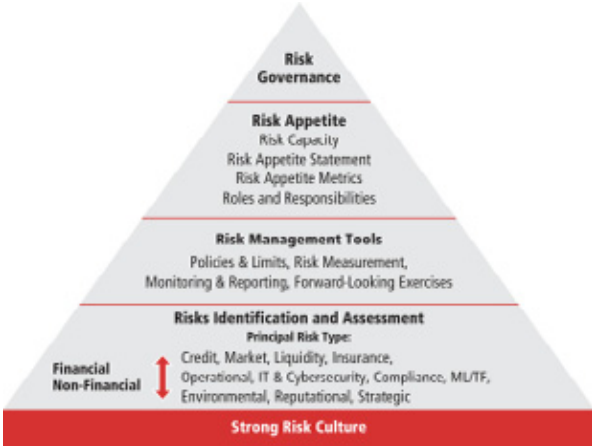 Risk
Governance
Risk Appetite
Risk Capacity
Risk Appetite Statement
Risk Appetite Metrics
Roles and Responsibilities
Risk Management Tools
Policies & Limits, Risk Measurement,
Monitoring & Reporting, Forward-Looking Exercises
Risks Identification and Assessment
Principal Risk Type:
Financial
Non-Financial
Credit, Market, Liquidity, Insurance,
Operational, IT & Cybersecurity, Compliance, ML/TF,
Environmental, Reputational, Strategic
Strong Risk Culture